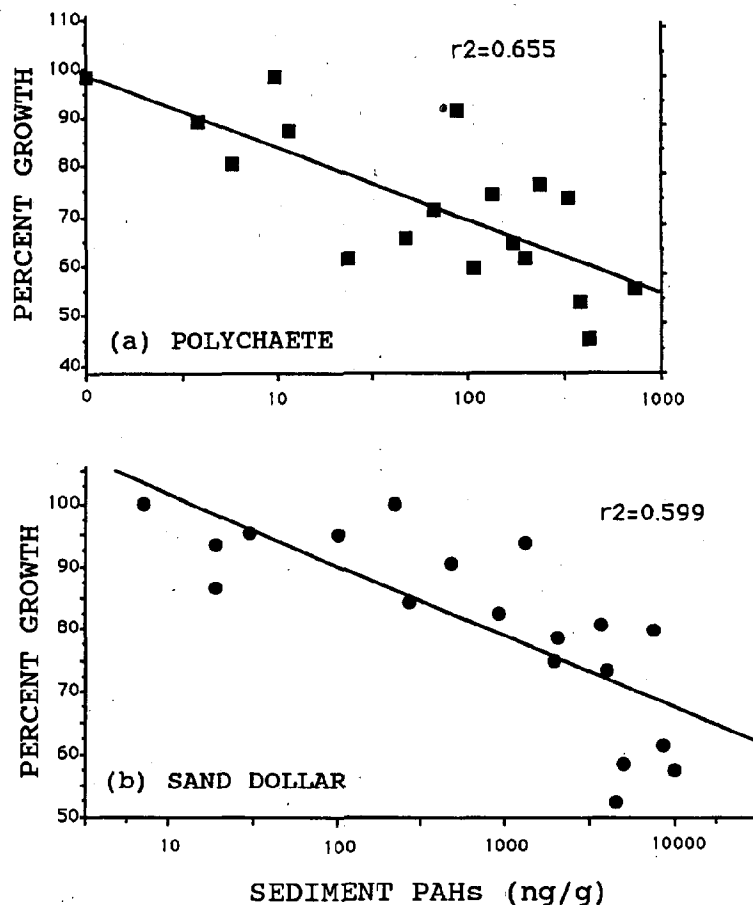 110
100
90
80
70
60
50
40
PERCENT GROWTH
r2=0.655
(a) POLYCHAETE
0 10 100 1000
100
90
80
70
60
50
PERCENT GROWTH
r2=0.599
(b) SAND DOLLAR
10 100 1000 10000
SEDIMENT PAHs (ng/g)